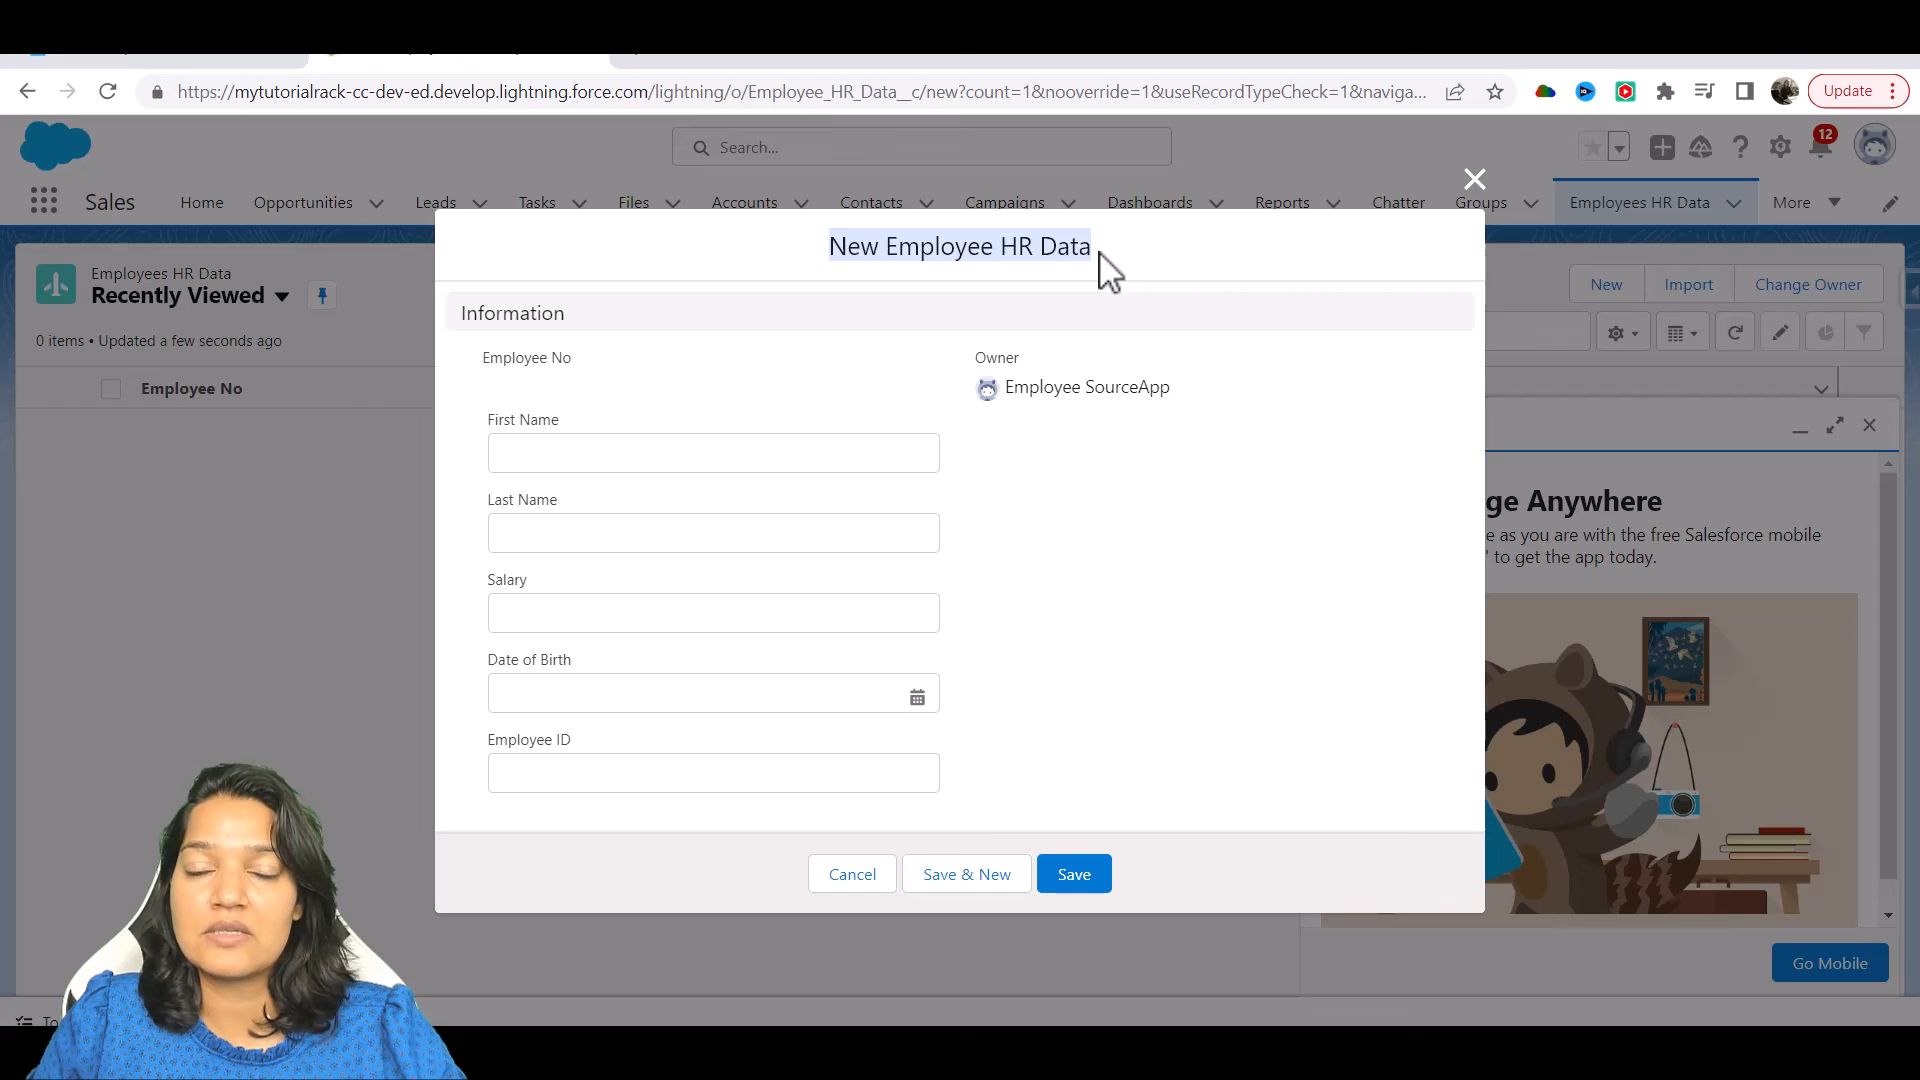 https://mytutorialrack-cc-dev-ed.develop.lightning.force.com/lightning/o/Employee_HR_Data__c/new?count=1&nooverride=1&useRecordTypeCheck=1&naviga...
Update
Search...
12
Sales
Home
Opportunities
Leads
Tasks
Files
Accounts
Contacts
Campaigns
Dashboards
Reports
Chatter
Groups
Employees HR Data
More
New Employee HR Data
Employees HR Data
Recently Viewed
0 items • Updated a few seconds ago
New
Import
Change Owner
Employee No
Information
Employee No
Owner
Employee SourceApp
First Name
Last Name
Salary
Date of Birth
Employee ID
Cancel
Save & New
Save
ge Anywhere
e as you are with the free Salesforce mobile
to get the app today.
Go Mobile
To